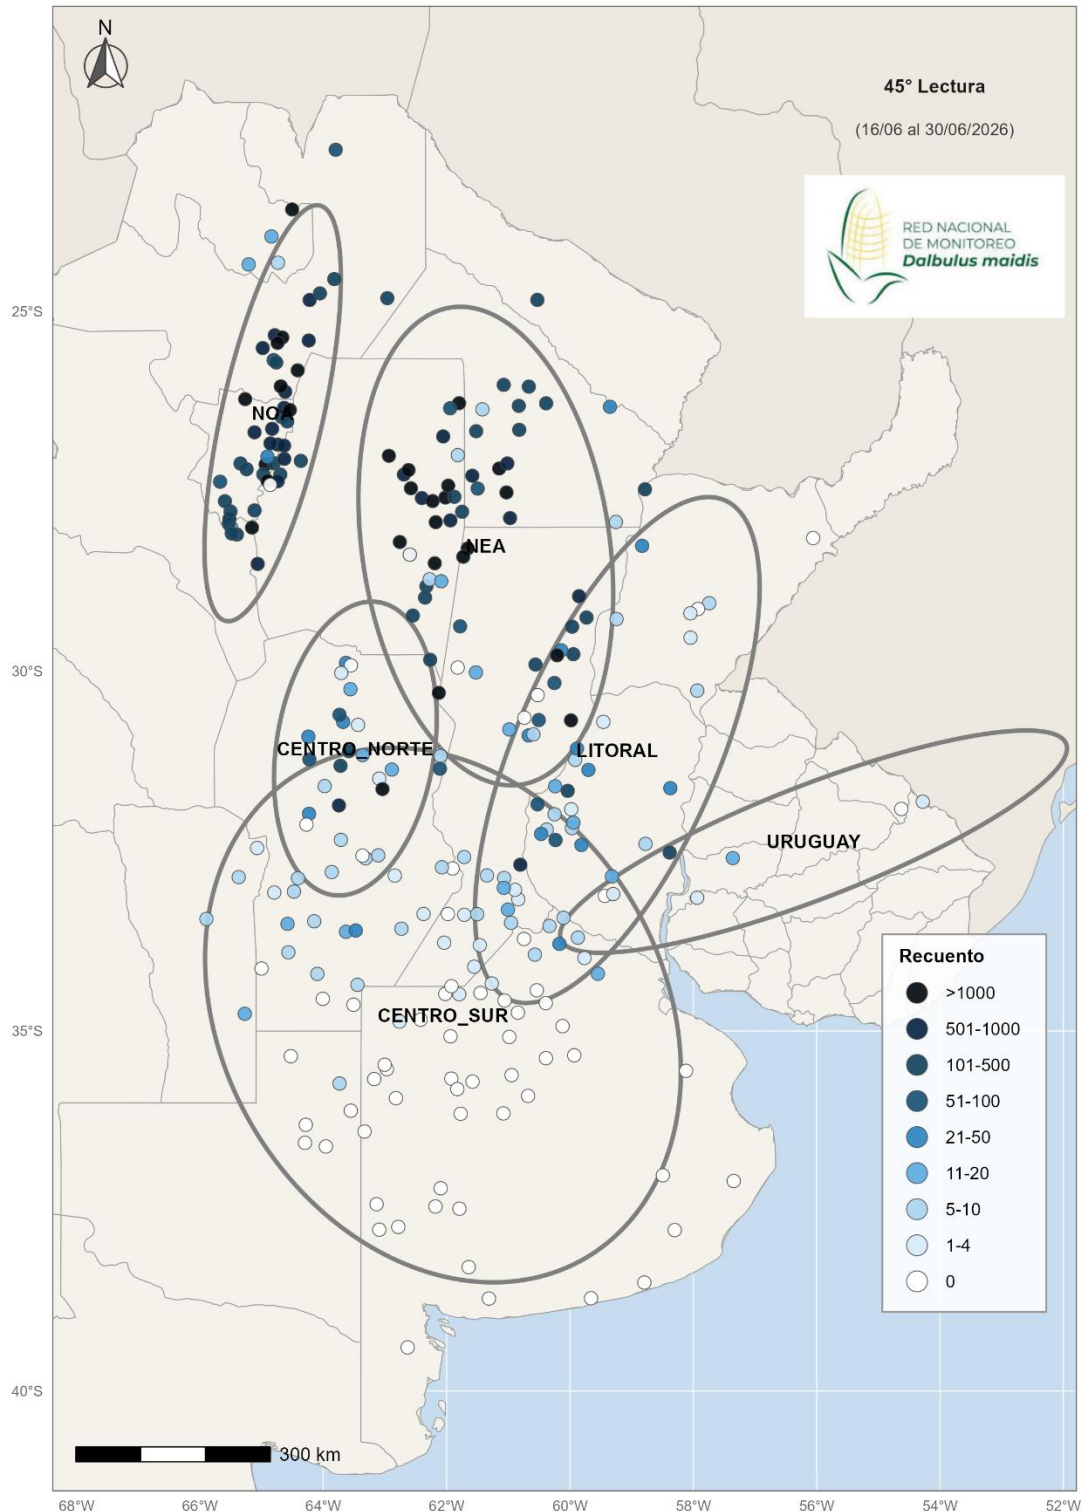 N
45° Lectura
(16/06 al 30/06/2026)
RED NACIONAL
DE MONITOREO
Dalbulus maidis
25°S
NOA
NEA
30°S
CENTRO_NORTE
LITORAL
URUGUAY
Recuento
>1000
501-1000
101-500
51-100
21-50
11-20
5-10
1-4
0
CENTRO_SUR
35°S
40°S
300 km
68°W 66°W 64°W 62°W 60°W 58°W 56°W 54°W 52°W